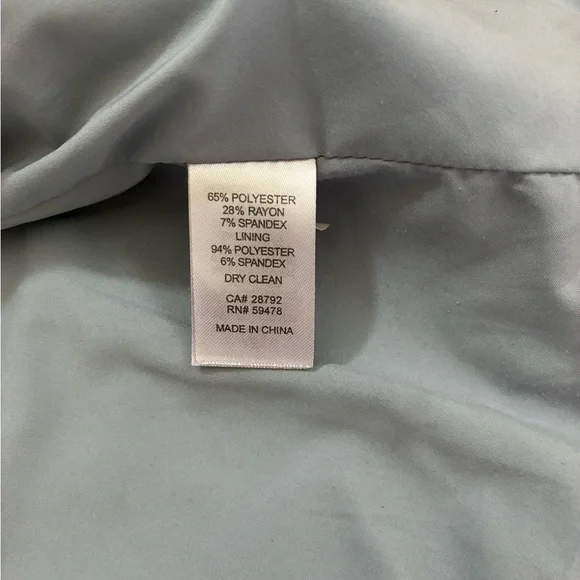 65% POLYESTER
28% RAYON
7% SPANDEX
LINING
94% POLYESTER
6% SPANDEX
DRY CLEAN
CA# 28792
RN# 59478
MADE IN CHINA